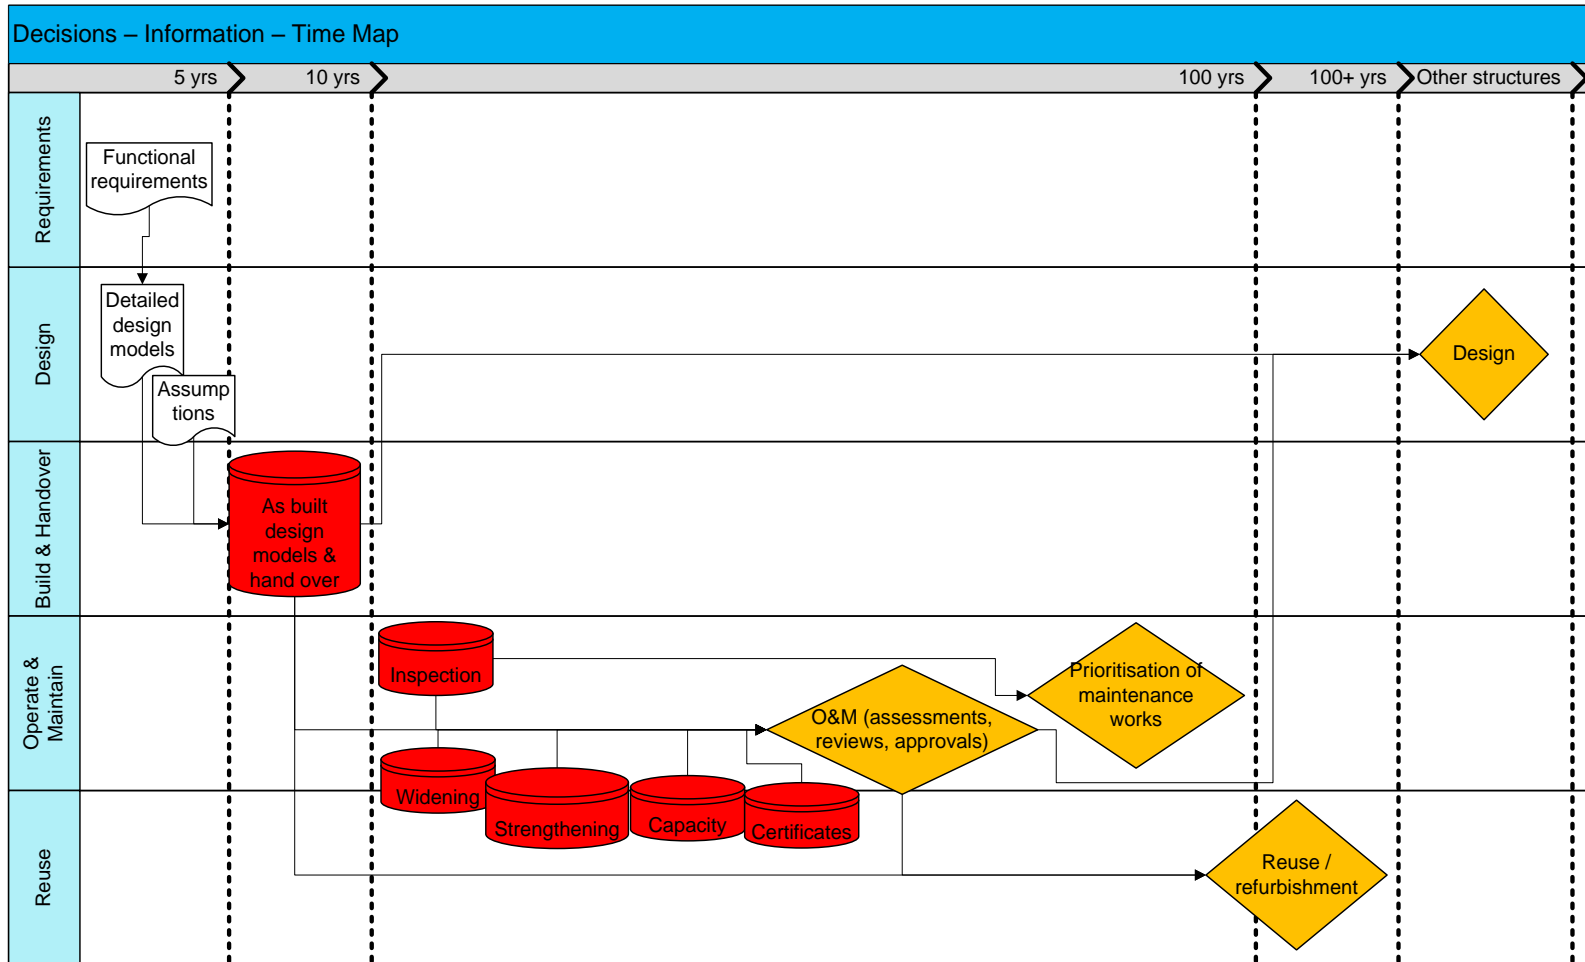 Decisions – Information – Time Map
5 yrs
10 yrs
100 yrs
100+ yrs
Other structures
Requirements
Functional
requirements
Design
Detailed
design
models
Assump
tions
Design
Build & Handover
As built
design
models &
hand over
Operate &
Maintain
Inspection
Prioritisation of
maintenance
works
O&M (assessments,
reviews, approvals)
Widening
Strengthening
Capacity
Certificates
Reuse
Reuse /
refurbishment